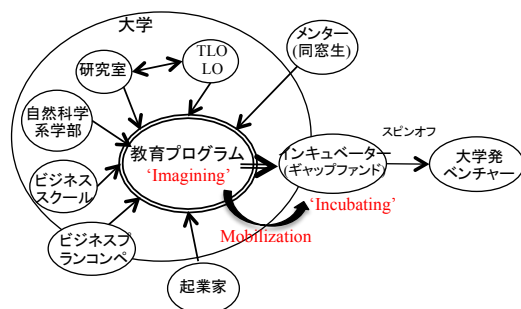 大学
メンター
(同窓生)
TLO
LO
研究室
自然科学
系学部
教育プログラム
'Imagining'
スピンオフ
インキュベーター
(ギャップファンド)
大学発
ベンチャー
ビジネス
スクール
'Incubating'
Mobilization
ビジネスプ
ランコンペ
起業家